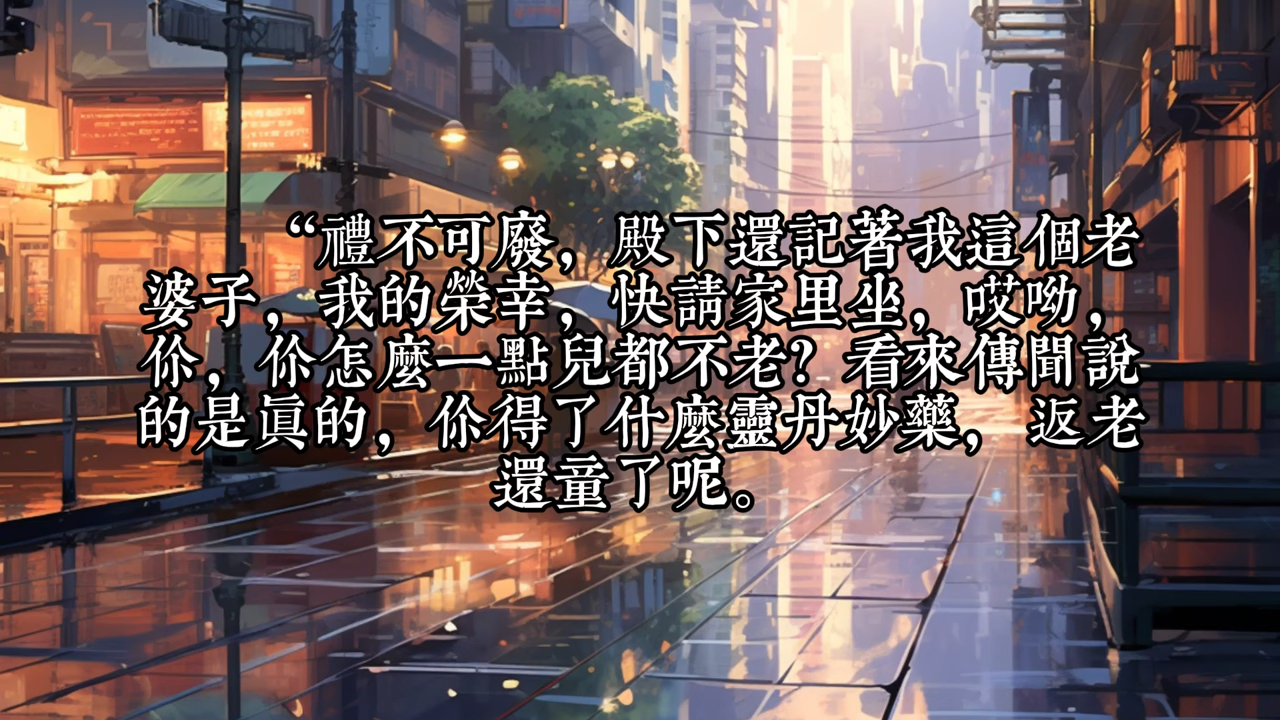 “禮不可廢，殿下還記著我這個老
婆子，我的榮幸，快請家里坐，哎呦，
你，你怎麼一點兒都不老？看來傳聞說
的是眞的，你得了什麼靈丹妙藥，返老
還童了呢。